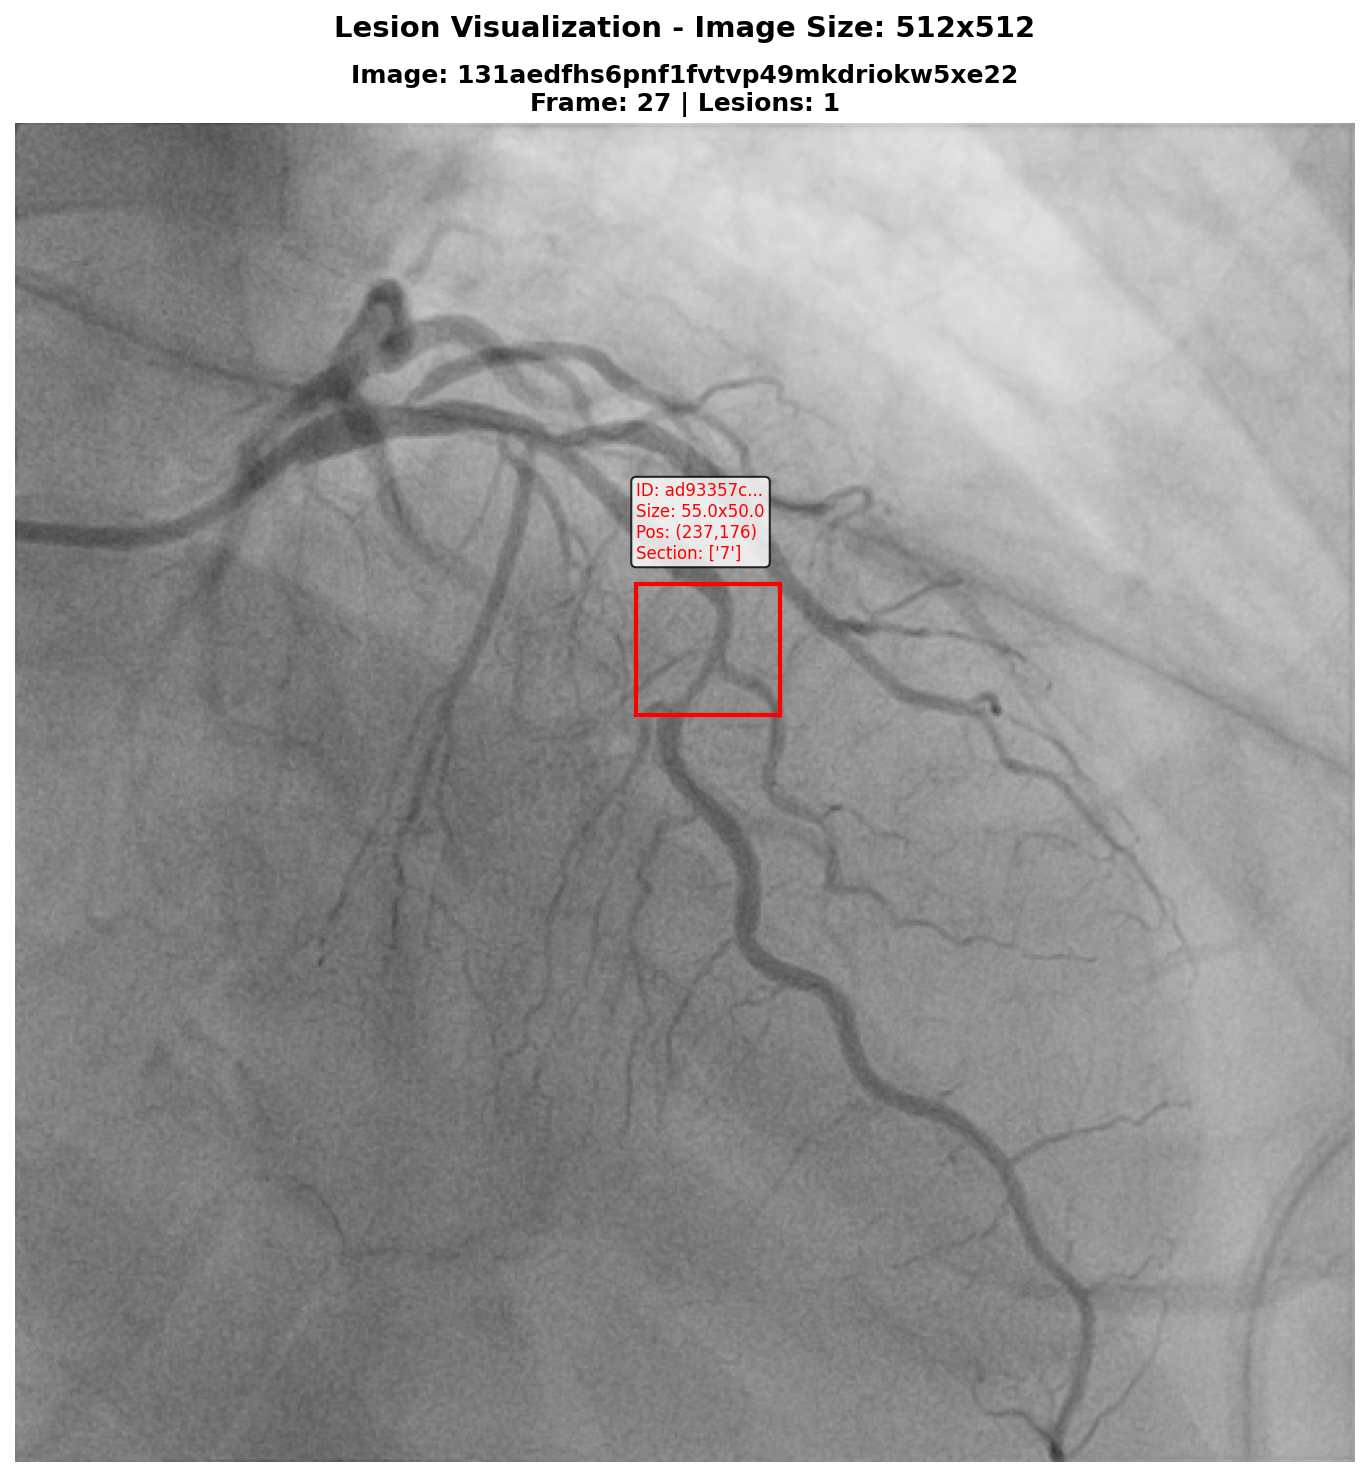 Lesion Visualization - Image Size: 512x512
Image: 131aedfhs6pnf1fvtvp49mkdriokw5xe22
Frame: 27 | Lesions: 1
ID: ad93357c...
Size: 55.0x50.0
Pos: (237,176)
Section: ['7']